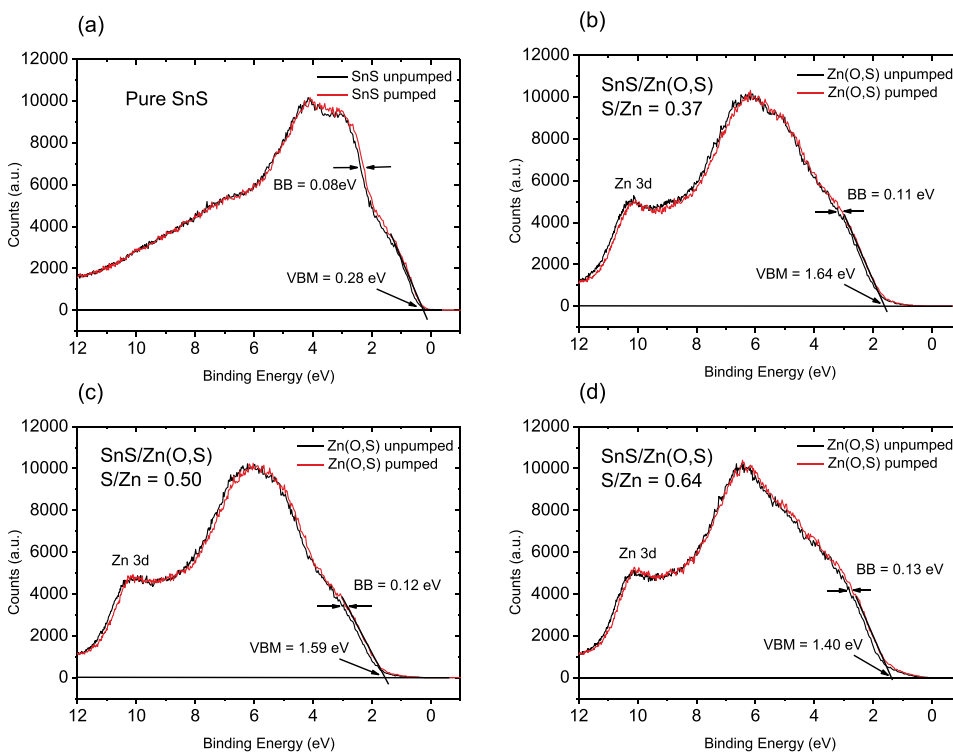 (a)
12000
10000
8000
6000
4000
2000
0
12
10
8
6
4
2
0
Counts (a.u.)
Binding Energy (eV)
Pure SnS
SnS unpumped
SnS pumped
BB = 0.08eV
VBM = 0.28 eV
(b)
12000
10000
8000
6000
4000
2000
0
12
10
8
6
4
2
0
Counts (a.u.)
Binding Energy (eV)
SnS/Zn(O,S)
S/Zn = 0.37
Zn(O,S) unpumped
Zn(O,S) pumped
Zn 3d
BB = 0.11 eV
VBM = 1.64 eV
(c)
12000
10000
8000
6000
4000
2000
0
12
10
8
6
4
2
0
Counts (a.u.)
Binding Energy (eV)
SnS/Zn(O,S)
S/Zn = 0.50
Zn(O,S) unpumped
Zn(O,S) pumped
Zn 3d
BB = 0.12 eV
VBM = 1.59 eV
(d)
12000
10000
8000
6000
4000
2000
0
12
10
8
6
4
2
0
Counts (a.u.)
Binding Energy (eV)
SnS/Zn(O,S)
S/Zn = 0.64
Zn(O,S) unpumped
Zn(O,S) pumped
Zn 3d
BB = 0.13 eV
VBM = 1.40 eV